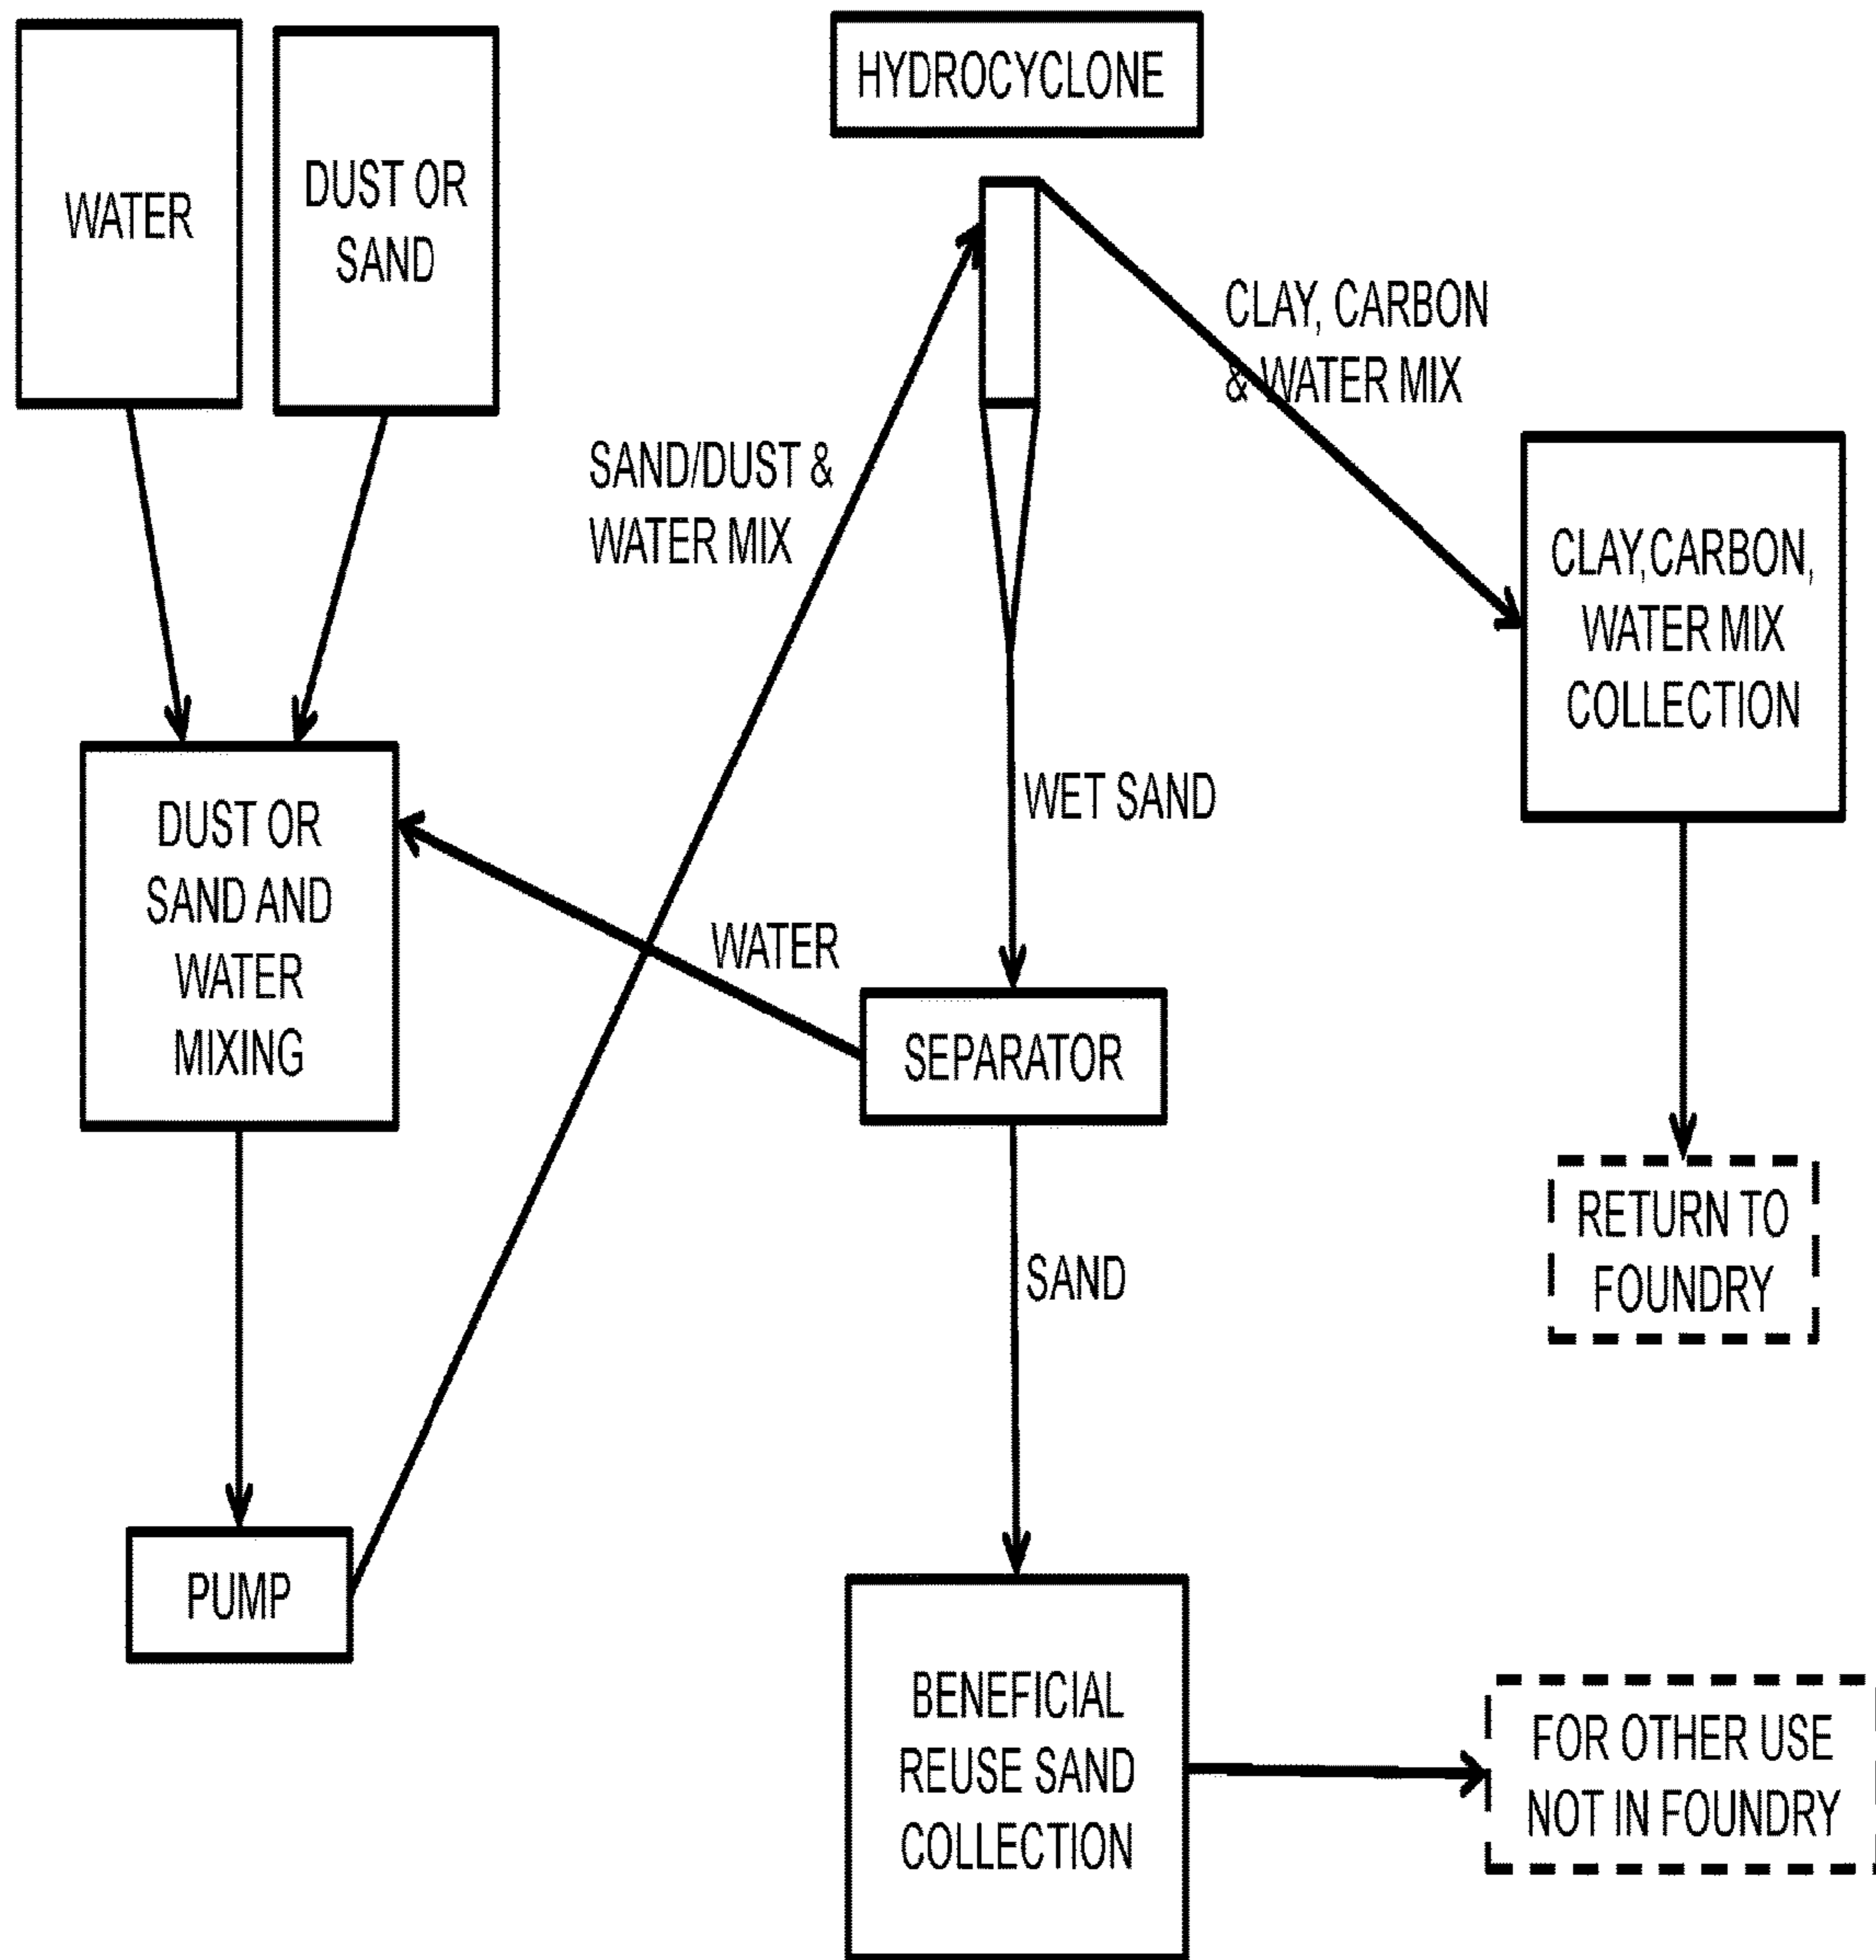 WATER
DUST OR
SAND
HYDROCYCLONE
CLAY, CARBON
& WATER MIX
SAND/DUST &
WATER MIX
CLAY,CARBON,
WATER MIX
COLLECTION
WET SAND
DUST OR
SAND AND
WATER
MIXING
WATER
SEPARATOR
RETURN TO
FOUNDRY
SAND
PUMP
BENEFICIAL
REUSE SAND
COLLECTION
FOR OTHER USE
NOT IN FOUNDRY